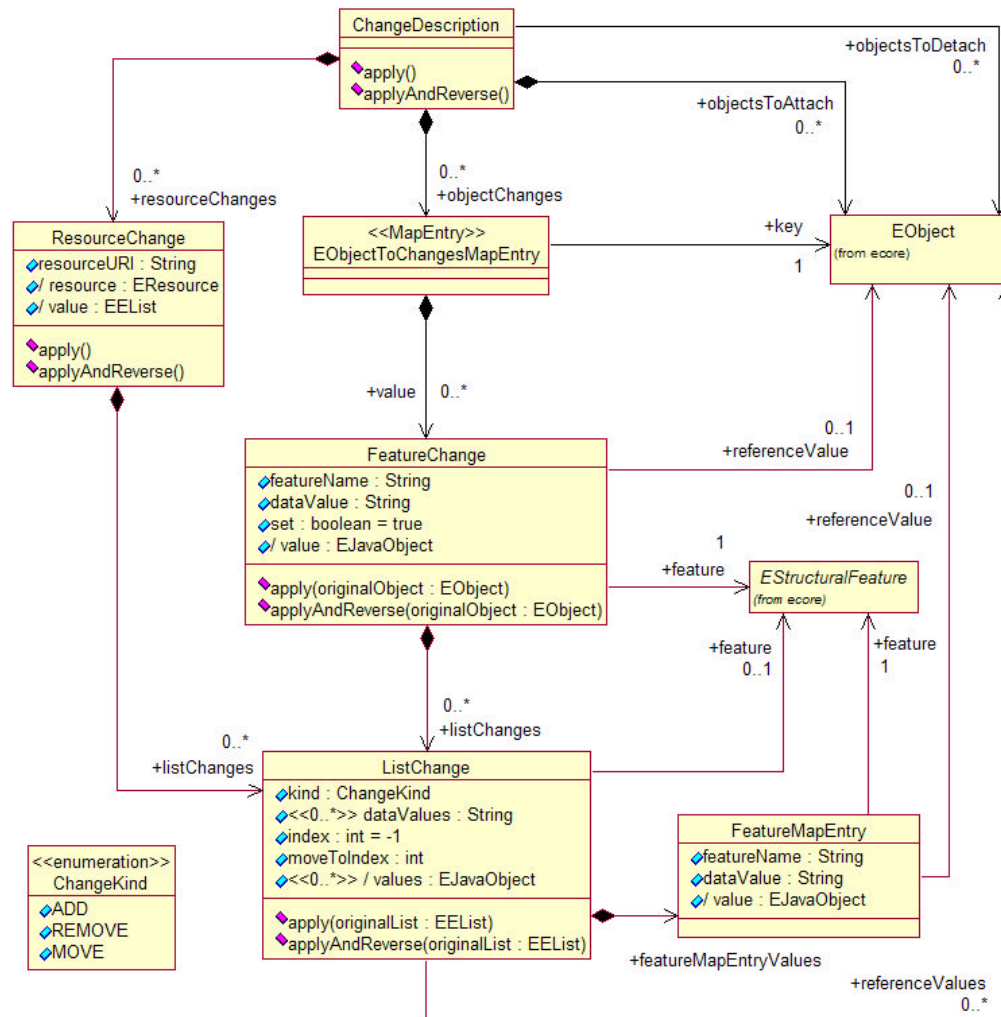 ChangeDescription
apply()
applyAndReverse()
+objectsToDetach
0..*
+objectsToAttach
0..*
0..*
+resourceChanges
0..*
+objectChanges
ResourceChange
resourceURI : String
/ resource : EResource
/ value : EEList
apply()
applyAndReverse()
<<MapEntry>>
EObjectToChangesMapEntry
+key
1
EObject
(from ecore)
+value
0..*
FeatureChange
featureName : String
dataValue : String
set : boolean = true
/ value : EJavaObject
apply(originalObject : EObject)
applyAndReverse(originalObject : EObject)
0..1
+referenceValue
0..1
+referenceValue
1
+feature
EStructuralFeature
(from ecore)
+feature
0..1
+feature
1
0..*
+listChanges
0..*
+listChanges
ListChange
kind : ChangeKind
<<0..*>> dataValues : String
index : int = -1
moveToIndex : int
<<0..*>> / values : EJavaObject
apply(originalList : EEList)
applyAndReverse(originalList : EEList)
FeatureMapEntry
featureName : String
dataValue : String
/ value : EJavaObject
<<enumeration>>
ChangeKind
ADD
REMOVE
MOVE
+featureMapEntryValues
+referenceValues
0..*